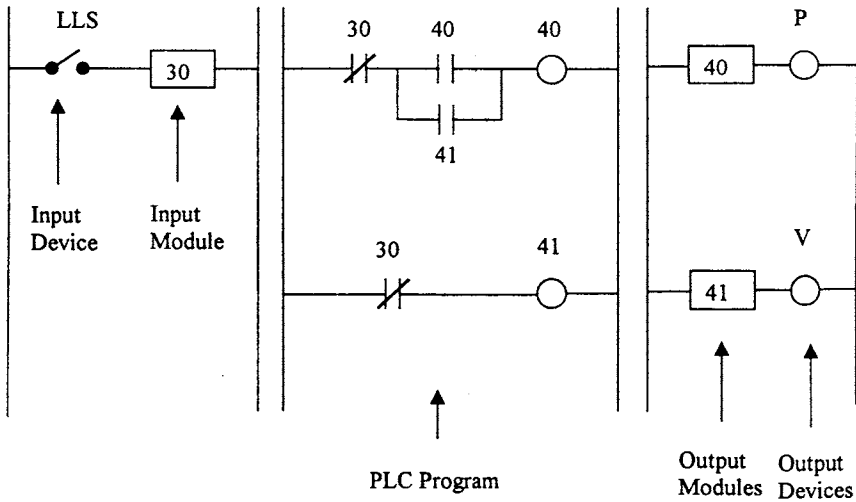 LLS
30
30
40
40
41
40
P
Input
Device
Input
Module
30
41
41
V
PLC Program
Output
Modules
Output
Devices